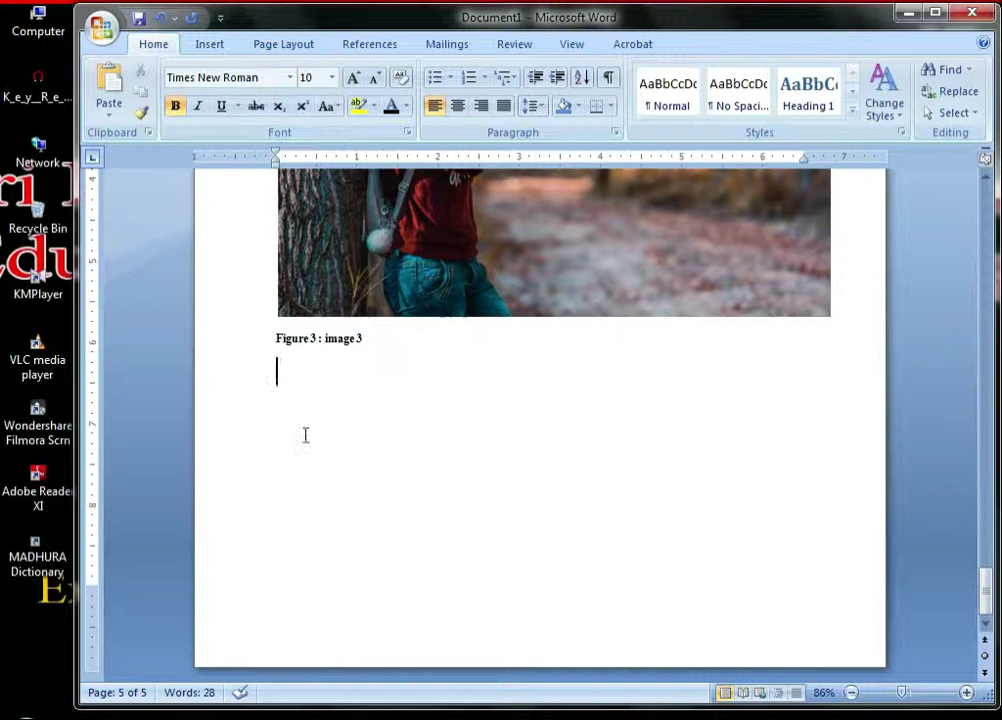 Document1 - Microsoft Word
Computer
Home Insert Page Layout References Mailings Review View Acrobat
Times New Roman 10
AaBbCcDc AaBbCcDc AaBbC
¶ Normal ¶ No Spaci... Heading 1
Paste
Change
Styles
Find
Replace
Select
Clipboard Font Paragraph Styles Editing
K_e_y__R_e_...
Network
Recycle Bin
KMPlayer
VLC media
player
Wondershare
Filmora Scrn
Adobe Reade
XI
MADHURA
Dictionary
Figure 3 : image 3
Page: 5 of 5 Words: 28 86%